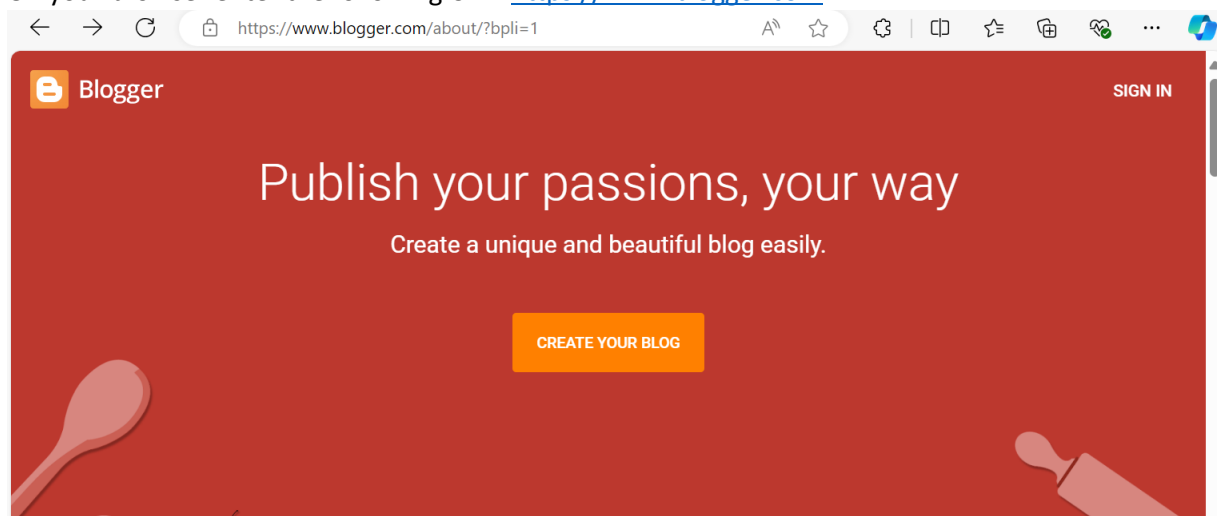 https://www.blogger.com/about/?bpli=1
Blogger
SIGN IN
Publish your passions, your way
Create a unique and beautiful blog easily.
CREATE YOUR BLOG